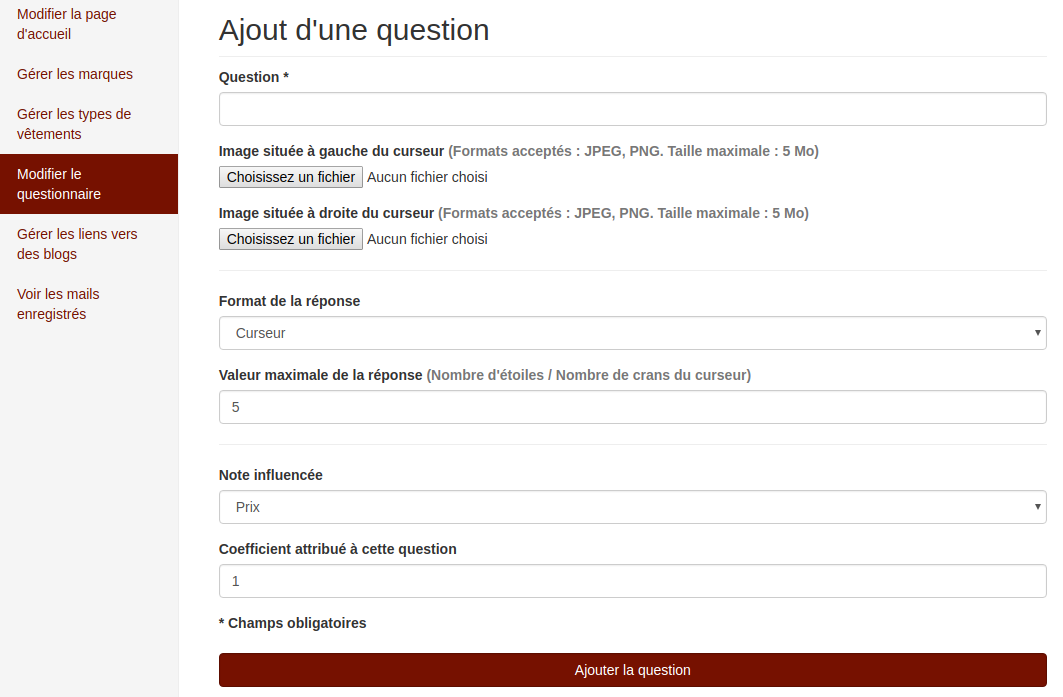 Modifier la page
d'accueil
Gérer les marques
Gérer les types de
vêtements
Modifier le
questionnaire
Gérer les liens vers
des blogs
Voir les mails
enregistrés
Ajout d'une question
Question *
Image située à gauche du curseur (Formats acceptés : JPEG, PNG. Taille maximale : 5 Mo)
Choisissez un fichier Aucun fichier choisi
Image située à droite du curseur (Formats acceptés : JPEG, PNG. Taille maximale : 5 Mo)
Choisissez un fichier Aucun fichier choisi
Format de la réponse
Curseur
Valeur maximale de la réponse (Nombre d'étoiles / Nombre de crans du curseur)
5
Note influencée
Prix
Coefficient attribué à cette question
1
* Champs obligatoires
Ajouter la question